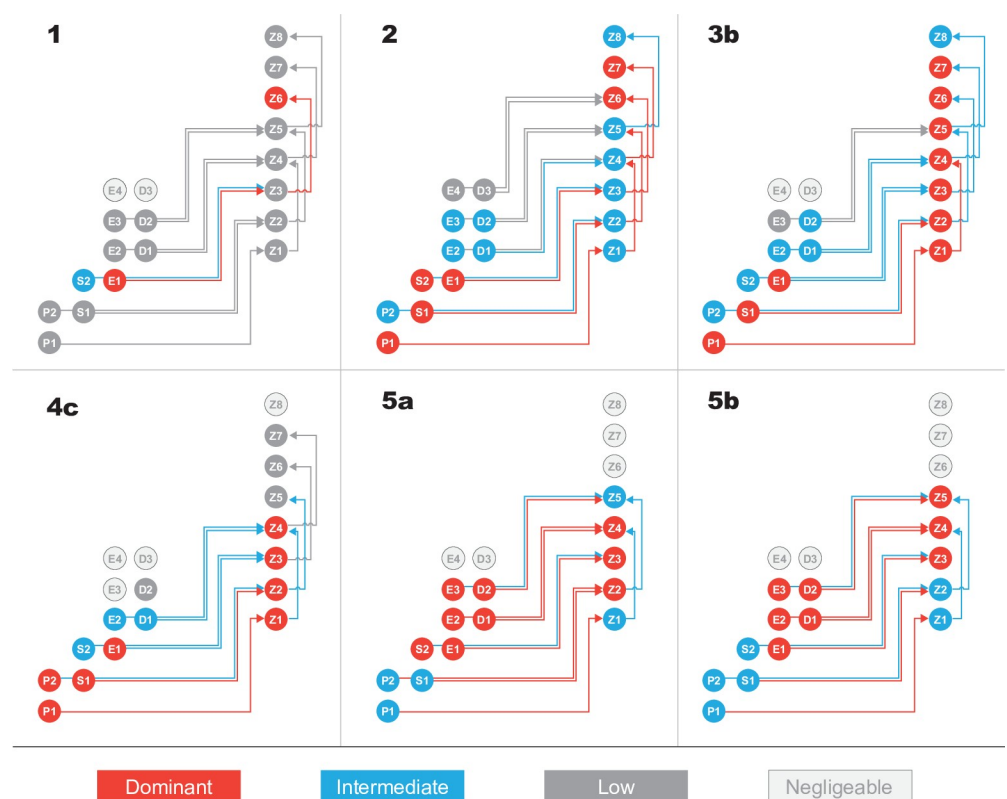 1
Z8
Z7
Z6
Z5
Z4
E4 D3
Z3
E3 D2
Z2
E2 D1
Z1
S2 E1
P2 S1
P1
2
Z8
Z7
Z6
Z5
Z4
E4 D3
Z3
E3 D2
Z2
E2 D1
Z1
S2 E1
P2 S1
P1
3b
Z8
Z7
Z6
Z5
Z4
E4 D3
Z3
E3 D2
Z2
E2 D1
Z1
S2 E1
P2 S1
P1
4c
Z8
Z7
Z6
Z5
Z4
E4 D3
Z3
E3 D2
Z2
E2 D1
Z1
S2 E1
P2 S1
P1
5a
Z8
Z7
Z6
Z5
Z4
E4 D3
Z3
E3 D2
Z2
E2 D1
Z1
S2 E1
P2 S1
P1
5b
Z8
Z7
Z6
Z5
Z4
E4 D3
Z3
E3 D2
Z2
E2 D1
Z1
S2 E1
P2 S1
P1
Dominant Intermediate Low Negligeable